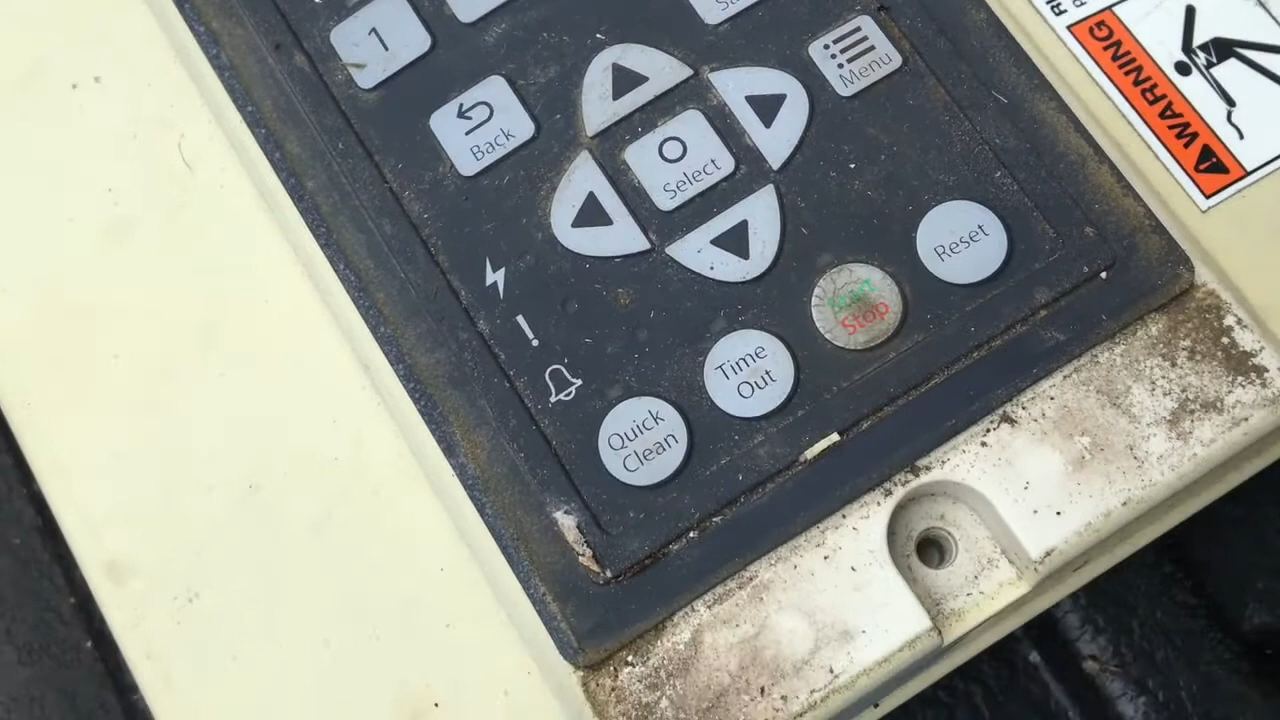 1
Back
Select
Menu
WARNING
Reset
Start
Stop
Time
Out
Quick
Clean